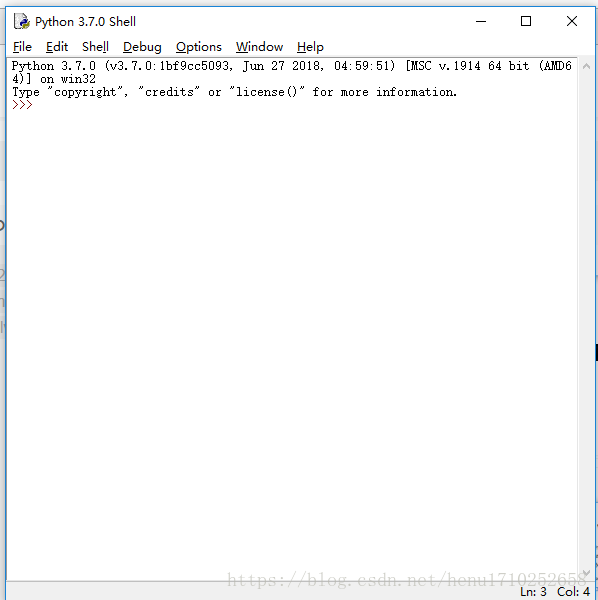 Python 3.7.0 Shell
File Edit Shell Debug Options Window Help
Python 3.7.0 (v3.7.0:1bf9cc5093, Jun 27 2018, 04:59:51) [MSC v.1914 64 bit (AMD6
4)] on win32
Type "copyright", "credits" or "license()" for more information.
>>>
https://blog.csdn.net/henu1710252658
Ln: 3 Col: 4